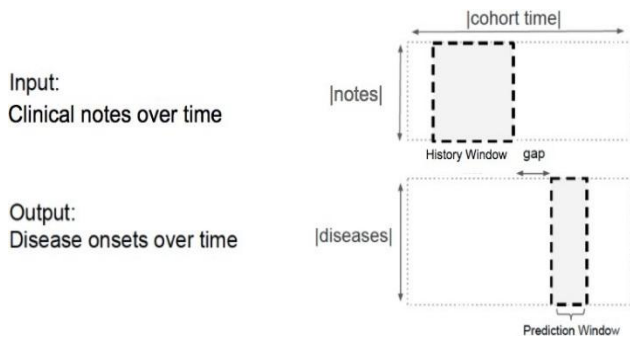 |cohort time|
Input:
Clinical notes over time
|notes|
History Window gap
Output:
Disease onsets over time
|diseases|
Prediction Window